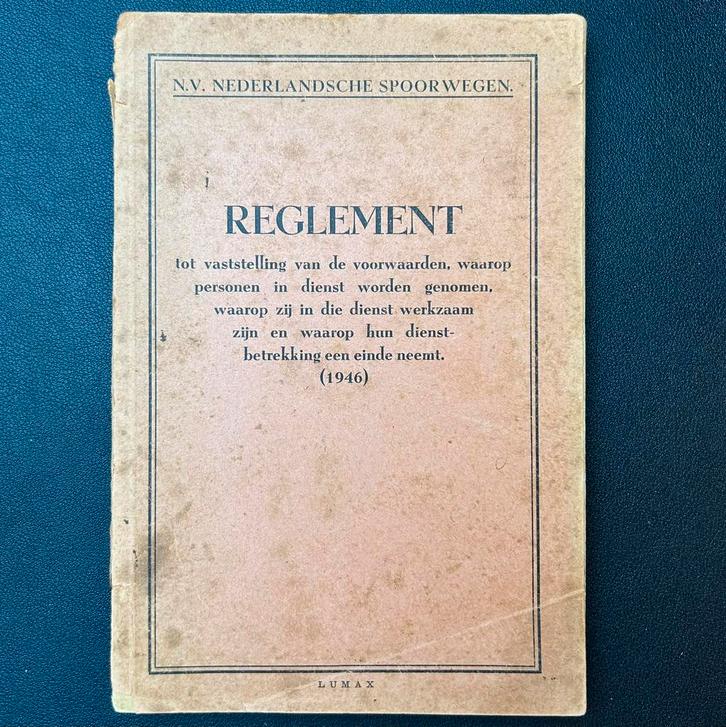 N.V. NEDERLANDSCHE SPOORWEGEN.
REGLEMENT
tot vaststelling van de voorwaarden, waarop
personen in dienst worden genomen,
waarop zij in die dienst werkzaam
zijn en waarop hun dienst-
betrekking een einde neemt.
(1946)
LUMAX